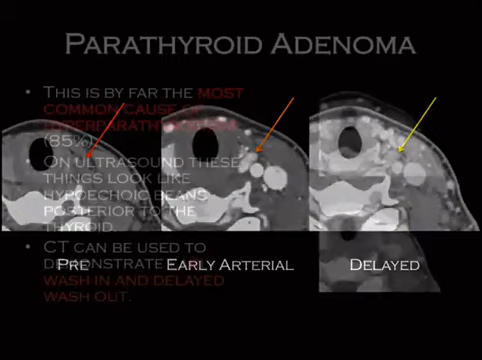 PARATHYROID ADENOMA
• THIS IS BY FAR THE MOST
COMMON CAUSE OF
(85%)
• ON ULTRASOUND THESE
THINGS LOOK LIKE
HYPOECHOIC BEANS
POSTERIOR TO THE
THYROID.
• CT CAN BE USED TO
DEMONSTRATE
WASH IN AND DELAYED
WASH OUT.
PRE
EARLY ARTERIAL
DELAYED